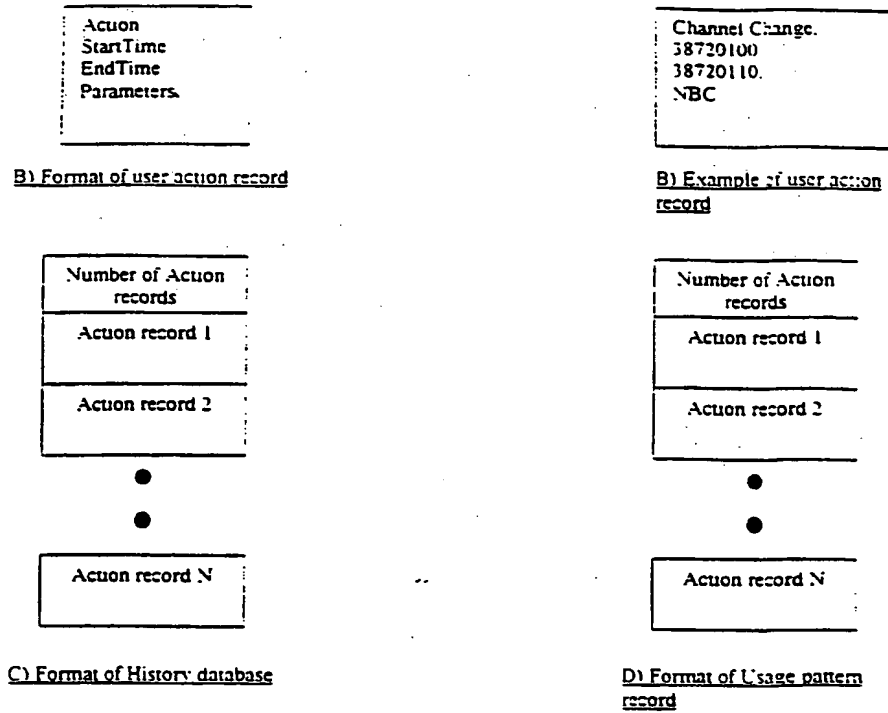 Action
StartTime
EndTime
Parameters.
B) Format of user action record
Channel Change.
38720100
38720110.
NBC
B) Example of user action
record
Number of Action
records
Action record 1
Action record 2
Action record N
C) Format of History database
Number of Action
records
Action record 1
Action record 2
Action record N
D) Format of Usage pattern
record